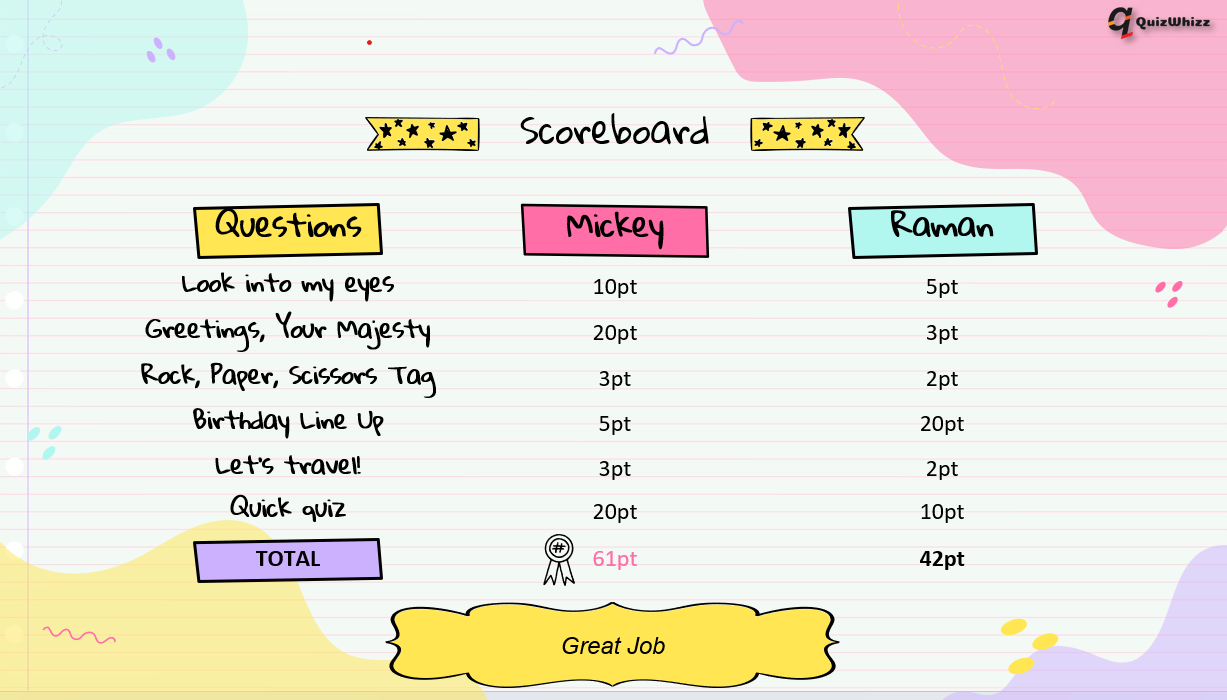 QuizWhizz
Scoreboard
Questions Mickey Raman
Look into my eyes 10pt 5pt
Greetings, Your Majesty 20pt 3pt
Rock, Paper, Scissors Tag 3pt 2pt
Birthday Line Up 5pt 20pt
Let's travel! 3pt 2pt
Quick quiz 20pt 10pt
TOTAL # 61pt 42pt
Great Job